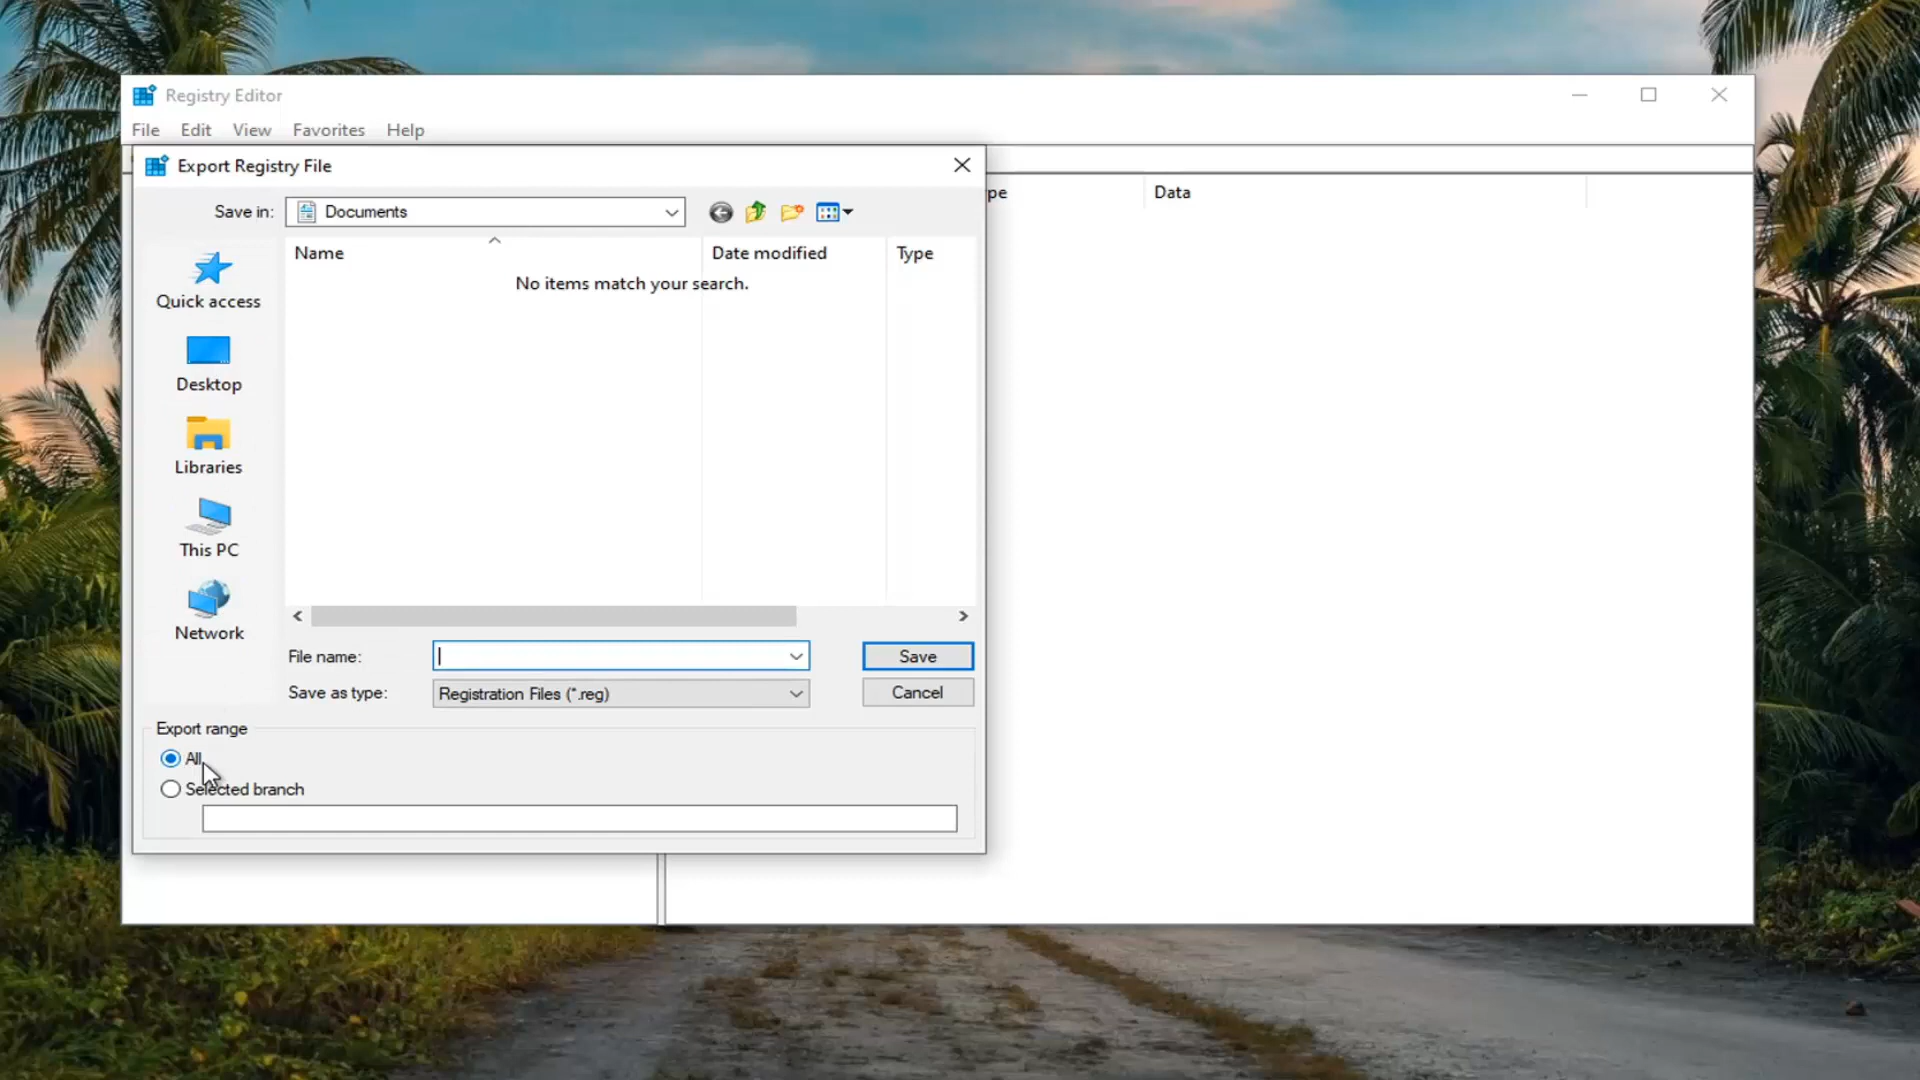 Registry Editor
File Edit View Favorites Help
Export Registry File
Save in: Documents
pe Data
Name Date modified Type
No items match your search.
Quick access
Desktop
Libraries
This PC
Network
File name: Save
Save as type: Registration Files (*.reg) Cancel
Export range
All
Selected branch